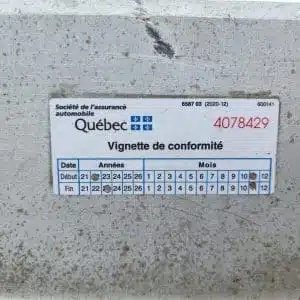 Société de l'assurance 6587 03 (2020-12) 600141
automobile
Québec 4078429
Vignette de conformité
Date Années Mois
Début 21 23 24 25 26 1 2 3 4 5 6 7 8 9 10 12
Fin 21 22 24 25 26 1 2 3 4 5 6 7 8 9 10 12